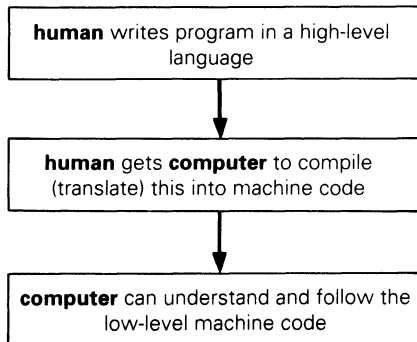 human writes program in a high-level
language
human gets computer to compile
(translate) this into machine code
computer can understand and follow the
low-level machine code